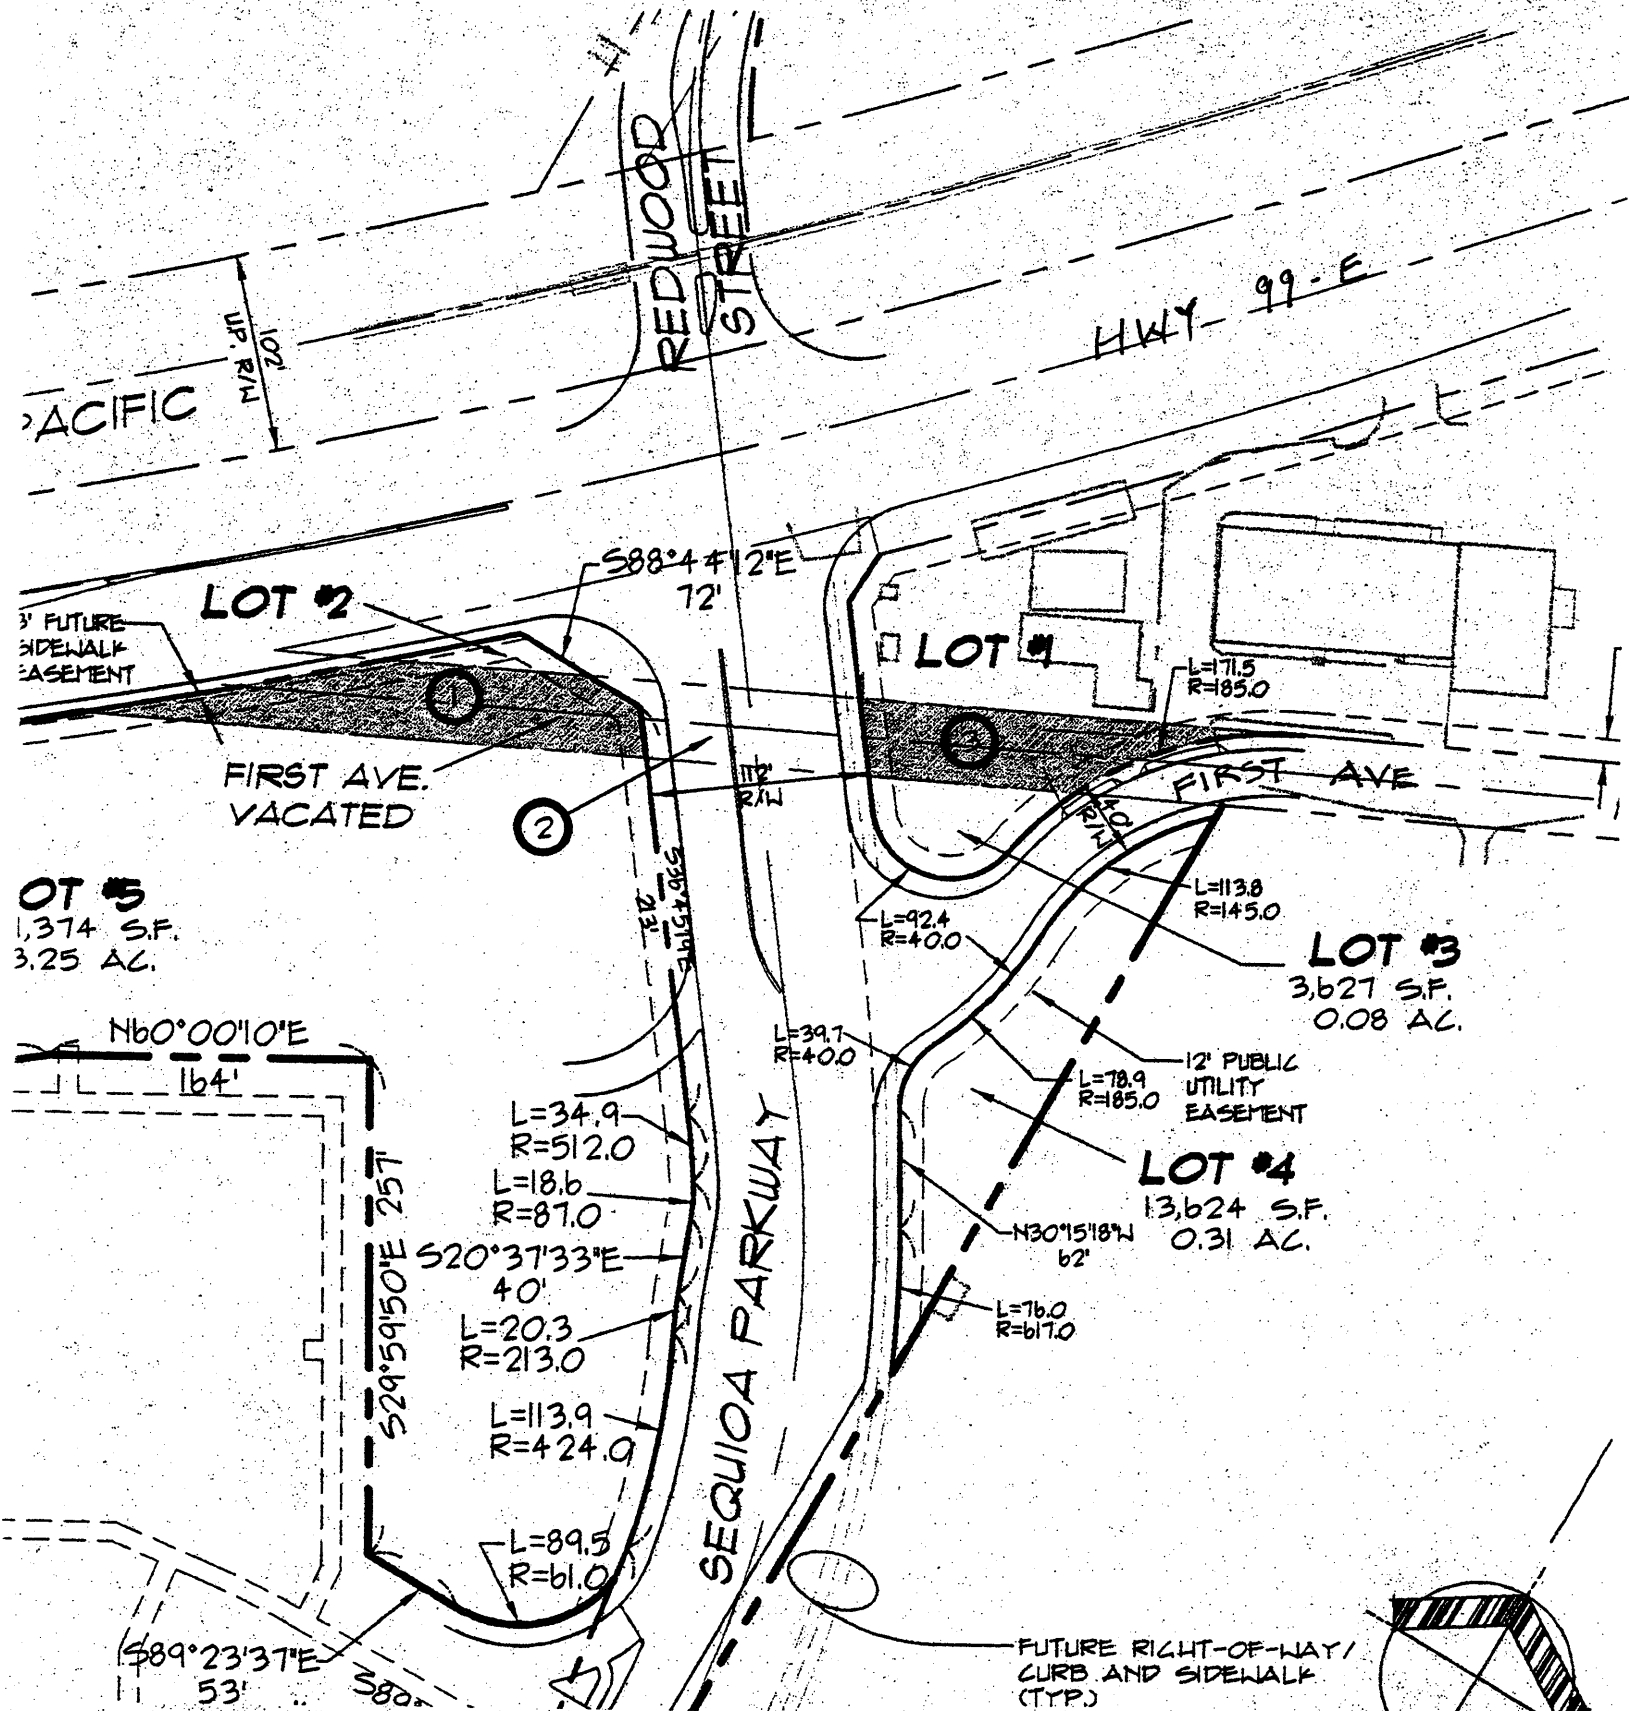 REDWOOD
STREET
HWY 99-E
102'
U.P. R/W
PACIFIC
S88°44'12"E
72'
LOT #2
3' FUTURE
SIDEWALK
EASEMENT
LOT #1
L=171.5
R=185.0
1
3
FIRST AVE.
VACATED
2
R/W
FIRST AVE
40'
R/W
213'
OT #5
1,374 S.F.
3.25 AC.
L=113.8
R=145.0
L=92.4
R=40.0
LOT #3
3,627 S.F.
0.08 AC.
N60°00'10"E
164'
L=39.7
R=40.0
L=78.9
R=185.0
12' PUBLIC
UTILITY
EASEMENT
L=34.9
R=512.0
L=18.6
R=87.0
LOT #4
13,624 S.F.
0.31 AC.
S29°59'50"E 257'
S20°37'33"E
40'
N30°15'18"W
62'
L=20.3
R=213.0
L=76.0
R=617.0
L=113.9
R=424.0
SEQUIOA PARKWAY
L=89.5
R=61.0
S89°23'37"E
53'
FUTURE RIGHT-OF-WAY/
CURB AND SIDEWALK
(TYP.)